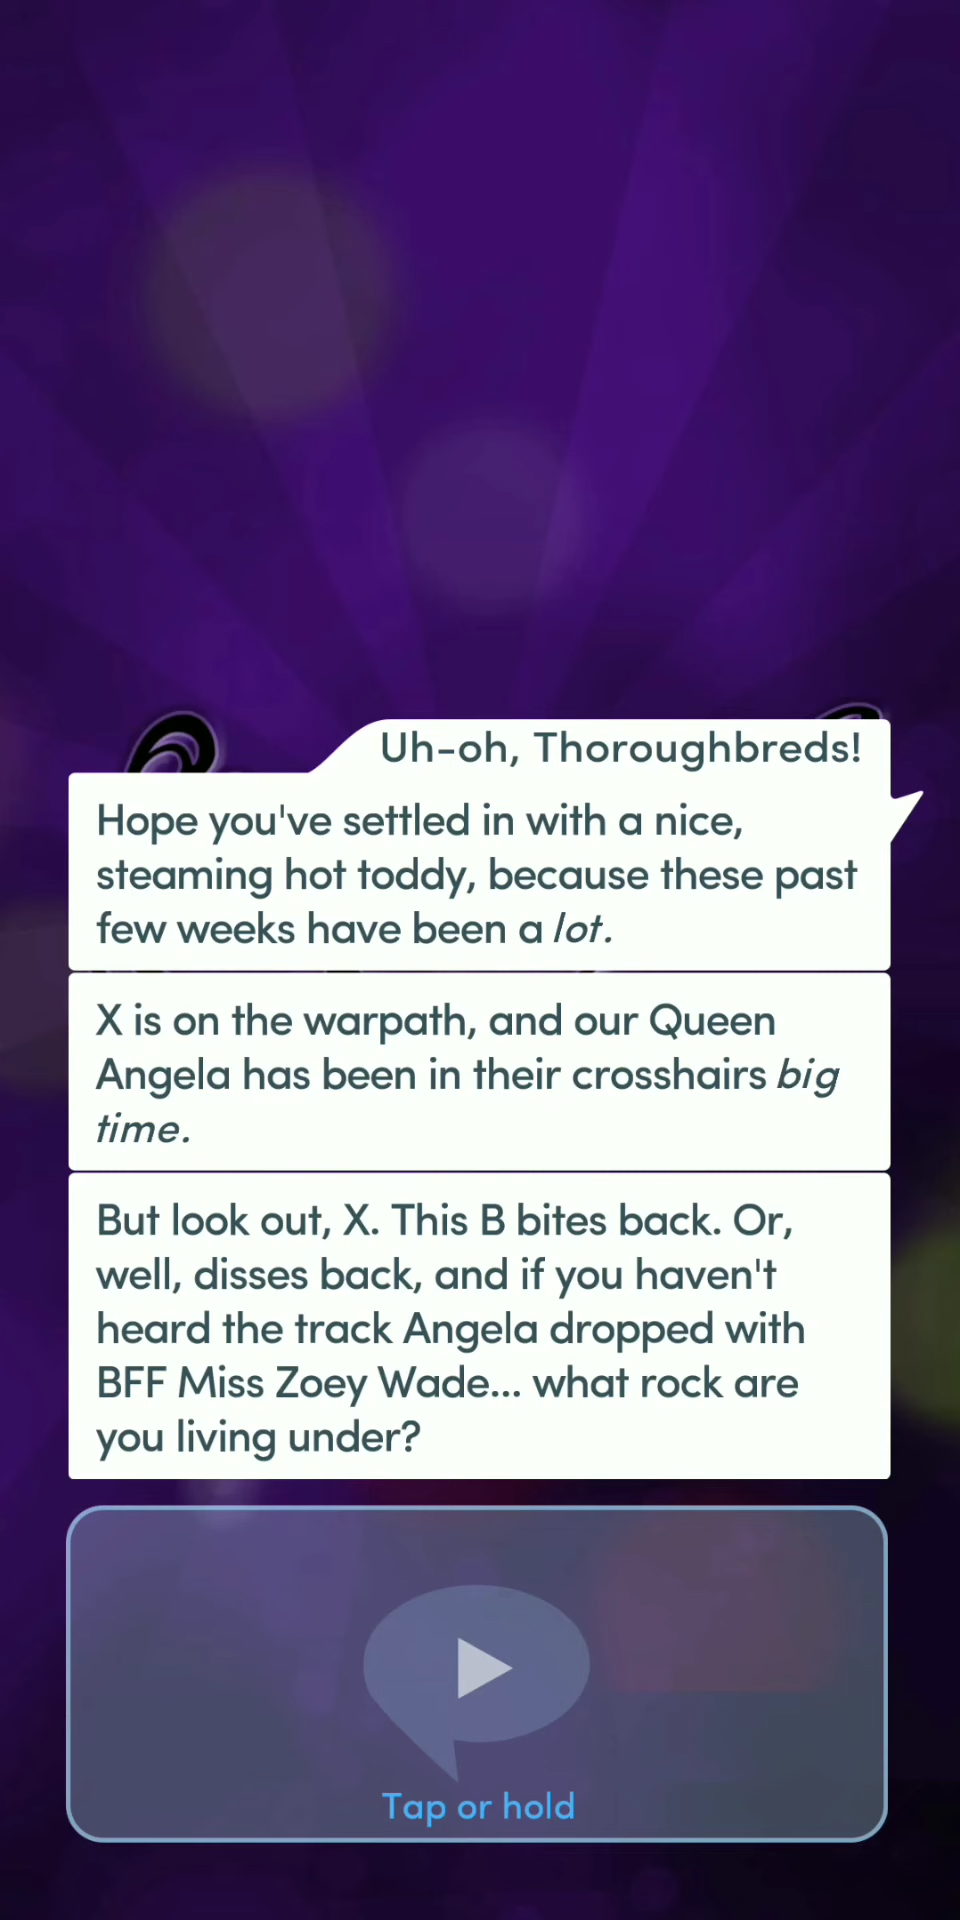 Uh-oh, Thoroughbreds!
Hope you've settled in with a nice,
steaming hot toddy, because these past
few weeks have been a lot.
X is on the warpath, and our Queen
Angela has been in their crosshairs big
time.
But look out, X. This B bites back. Or,
well, disses back, and if you haven't
heard the track Angela dropped with
BFF Miss Zoey Wade... what rock are
you living under?
Tap or hold